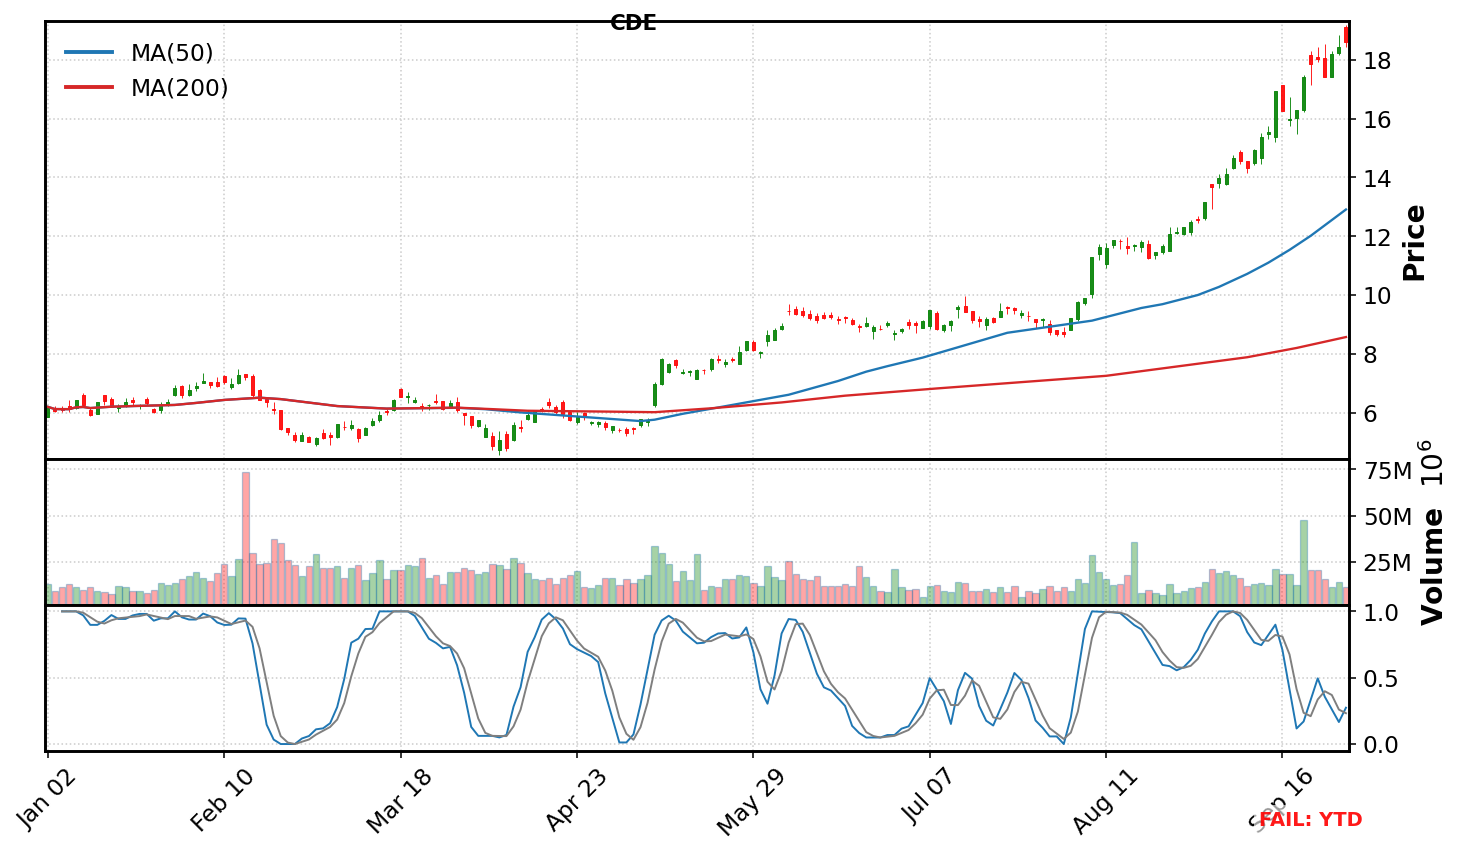 CDE
MA(50)
MA(200)
18
16
14
12
10
8
6
Price
75M
50M
25M
Volume 10^6
1.0
0.5
0.0
Jan 02
Feb 10
Mar 18
Apr 23
May 29
Jul 07
Aug 11
Sep 16
FAIL: YTD